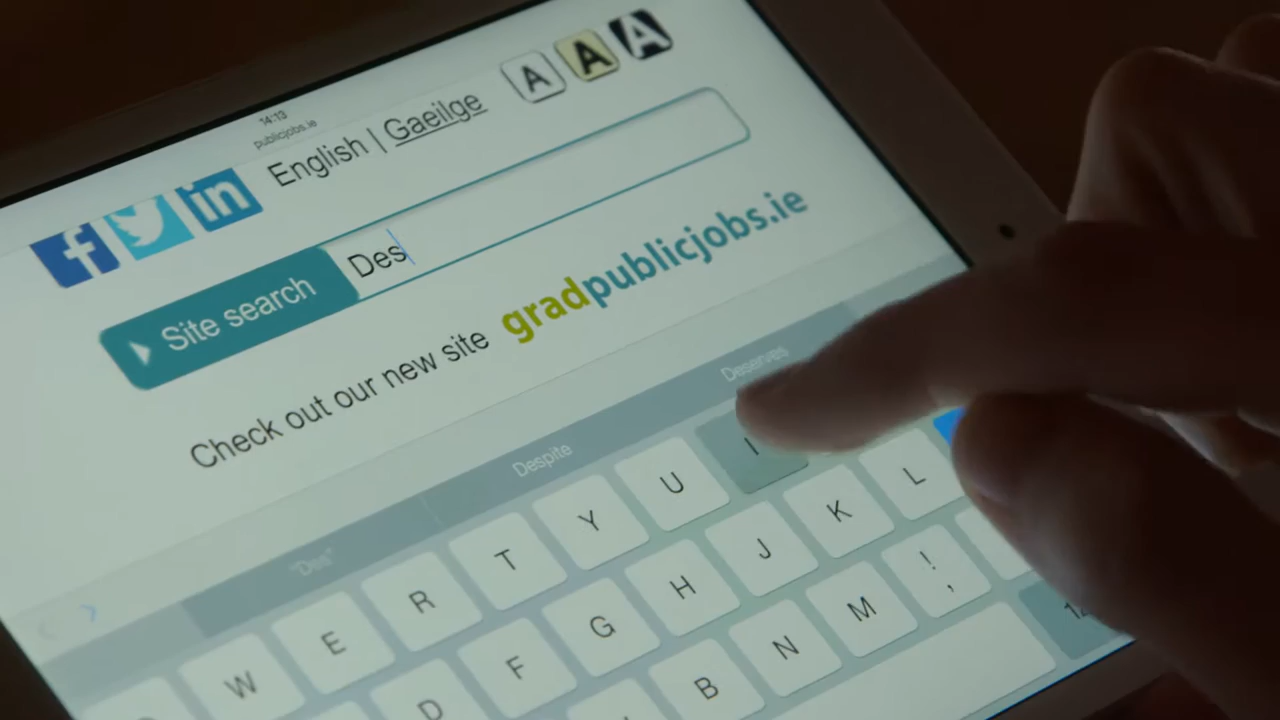 14:13
publicjobs.ie
English | Gaeilge
A A A
f in
Site search
Des
Check out our new site gradpublicjobs.ie
"Des" Despite Deserves
W E R T Y U I
D F G H J K L
B N M ! ,